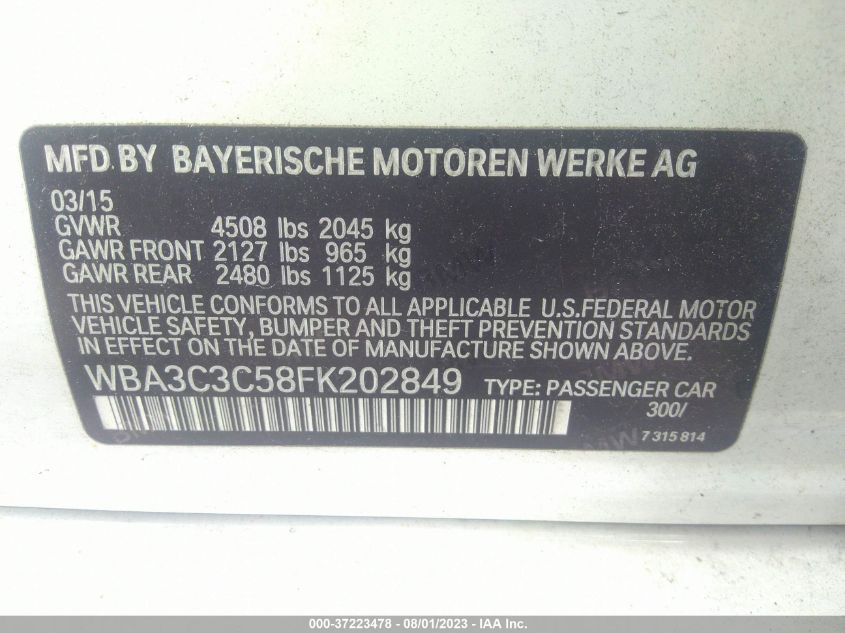 MFD. BY BAYERISCHE MOTOREN WERKE AG
03/15
GVWR 4508 lbs 2045 kg
GAWR FRONT 2127 lbs 965 kg
GAWR REAR 2480 lbs 1125 kg
THIS VEHICLE CONFORMS TO ALL APPLICABLE U.S.FEDERAL MOTOR
VEHICLE SAFETY, BUMPER AND THEFT PREVENTION STANDARDS
IN EFFECT ON THE DATE OF MANUFACTURE SHOWN ABOVE.
WBA3C3C58FK202849 TYPE: PASSENGER CAR
300/
7 315 814
000-37223478 - 08/01/2023 - IAA Inc.